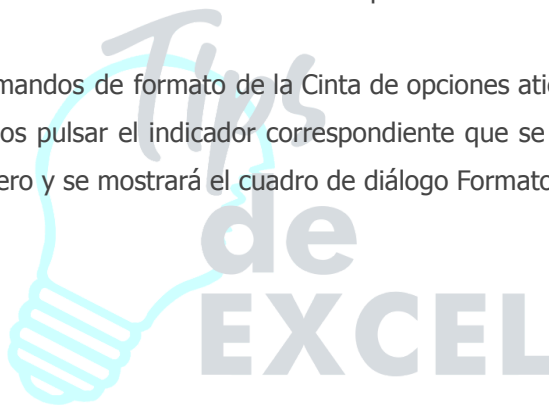 Tips
mandos de formato de la Cinta de opciones
os pulsar el indicador correspondiente que se
ero y se mostrará el cuadro de diálogo Formato
de
EXCEL